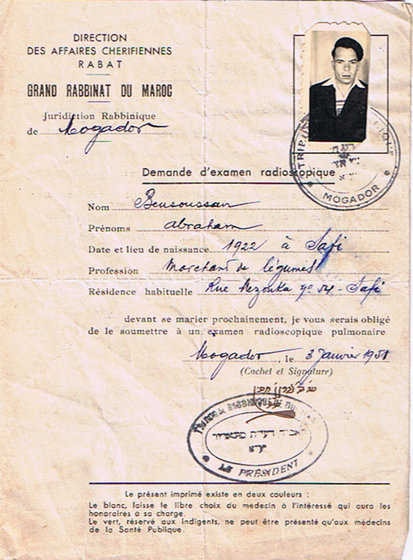 DIRECTION
DES AFFAIRES CHERIFIENNES
RABAT
GRAND RABBINAT DU MAROC
Juridiction Rabbinique
de Mogador
MOGADOR
Demande d'examen radioscopique
Nom Bensoussan
Prénoms Abraham
Date et lieu de naissance 1922 à Safi
Profession Marchand de légumes
Résidence habituelle Rue n° 54 - Safi
devant se marier prochainement, je vous serais obligé
de le soumettre à un examen radioscopique pulmonaire
Mogador, le 3 Janvier 1951
(Cachet et Signature)
LE PRÉSIDENT
Le présent imprimé existe en deux couleurs :
Le blanc, laisse le libre choix du medecin à l'intéressé qui aura les
honoraires à sa charge.
Le vert, réservé aux indigents, ne peut être présenté qu'aux médecins
de la Santé Publique.